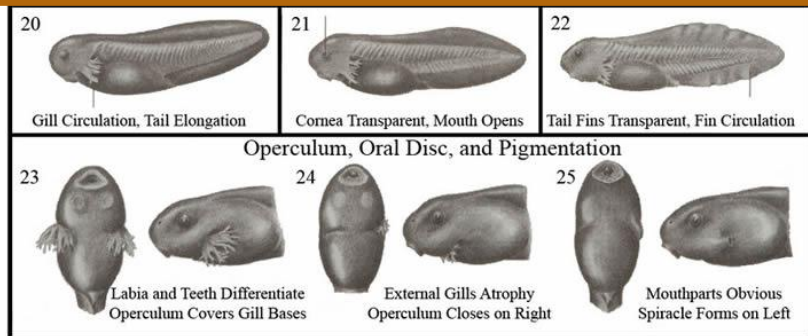 20
Gill Circulation, Tail Elongation
21
Cornea Transparent, Mouth Opens
22
Tail Fins Transparent, Fin Circulation
Operculum, Oral Disc, and Pigmentation
23
Labia and Teeth Differentiate
Operculum Covers Gill Bases
24
External Gills Atrophy
Operculum Closes on Right
25
Mouthparts Obvious
Spiracle Forms on Left